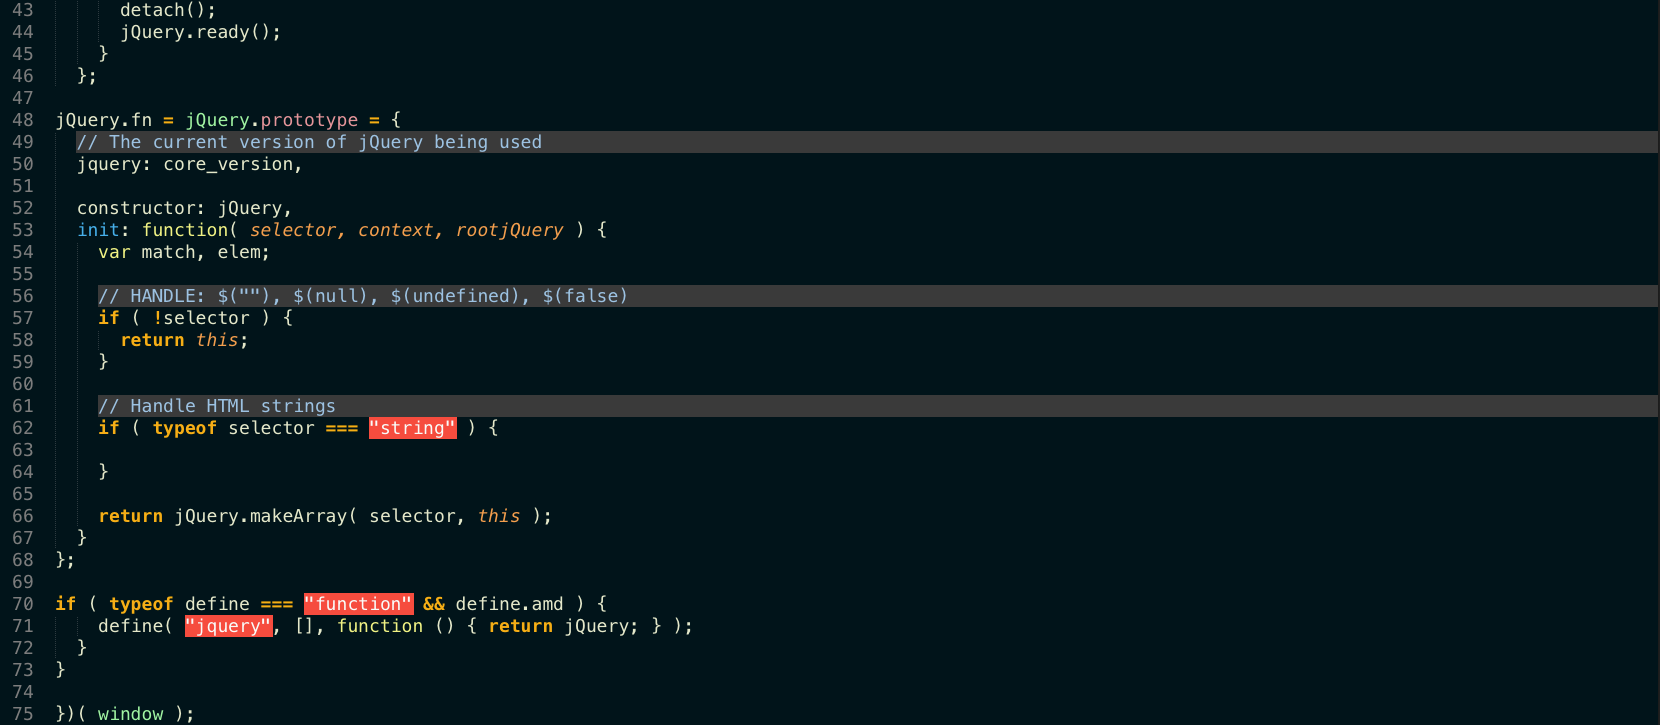 43 detach();
44 jQuery.ready();
45 }
46 };
47
48 jQuery.fn = jQuery.prototype = {
49 // The current version of jQuery being used
50 jquery: core_version,
51
52 constructor: jQuery,
53 init: function( selector, context, rootjQuery ) {
54 var match, elem;
55
56 // HANDLE: $(""), $(null), $(undefined), $(false)
57 if ( !selector ) {
58 return this;
59 }
60
61 // Handle HTML strings
62 if ( typeof selector === "string" ) {
63
64 }
65
66 return jQuery.makeArray( selector, this );
67 }
68 };
69
70 if ( typeof define === "function" && define.amd ) {
71 define( "jquery", [], function () { return jQuery; } );
72 }
73 }
74
75 })( window );